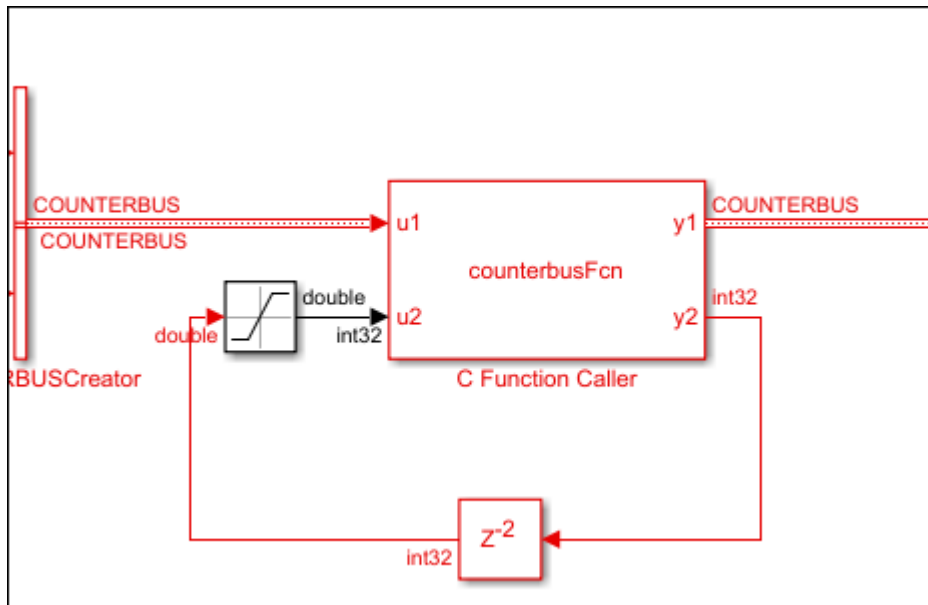 COUNTERBUS
COUNTERBUS
COUNTERBUS
u1
y1
counterbusFcn
double
int32
double
int32
u2
y2
RBUSCreator
C Function Caller
Z-2
int32